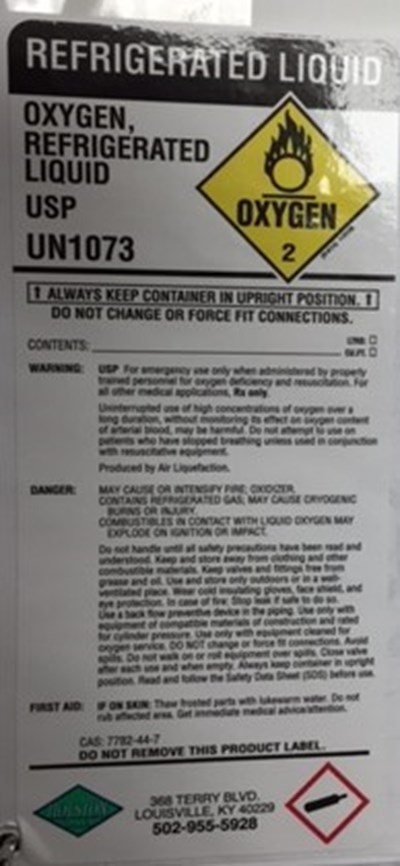 REFRIGERATED LIQUID
OXYGEN,
REFRIGERATED
LIQUID
USP
UN1073
OXYGEN
2
↑ ALWAYS KEEP CONTAINER IN UPRIGHT POSITION. ↑
DO NOT CHANGE OR FORCE FIT CONNECTIONS.
CONTENTS:
WARNING: USP For emergency use only when administered by properly
trained personnel for oxygen deficiency and resuscitation. For
all other medical applications, Rx only.
Uninterrupted use of high concentrations of oxygen over a
long duration, without monitoring its effect on oxygen content
of arterial blood, may be harmful. Do not attempt to use on
patients who have stopped breathing unless used in conjunction
with resuscitative equipment.
Produced by Air Liquefaction.
DANGER: MAY CAUSE OR INTENSIFY FIRE; OXIDIZER.
CONTAINS REFRIGERATED GAS; MAY CAUSE CRYOGENIC
BURNS OR INJURY.
COMBUSTIBLES IN CONTACT WITH LIQUID OXYGEN MAY
EXPLODE ON IGNITION OR IMPACT.
Do not handle until all safety precautions have been read and
understood. Keep and store away from clothing and other
combustible materials. Keep valves and fittings free from
grease and oil. Use and store only outdoors or in a well-
ventilated place. Wear cold insulating gloves, face shield, and
eye protection. In case of fire: Stop leak if safe to do so.
Use a back flow preventive device in the piping. Use only with
equipment of compatible materials of construction and rated
for cylinder pressure. Use only with equipment cleaned for
oxygen service. DO NOT change or force fit connections. Avoid
spills. Do not walk on or roll equipment over spills. Close valve
after each use and when empty. Always keep container in upright
position. Read and follow the Safety Data Sheet (SDS) before use.
FIRST AID: IF ON SKIN: Thaw frosted parts with lukewarm water. Do not
rub affected area. Get immediate medical advice/attention.
CAS: 7782-44-7
DO NOT REMOVE THIS PRODUCT LABEL.
368 TERRY BLVD.
LOUISVILLE, KY 40229
502-955-5928